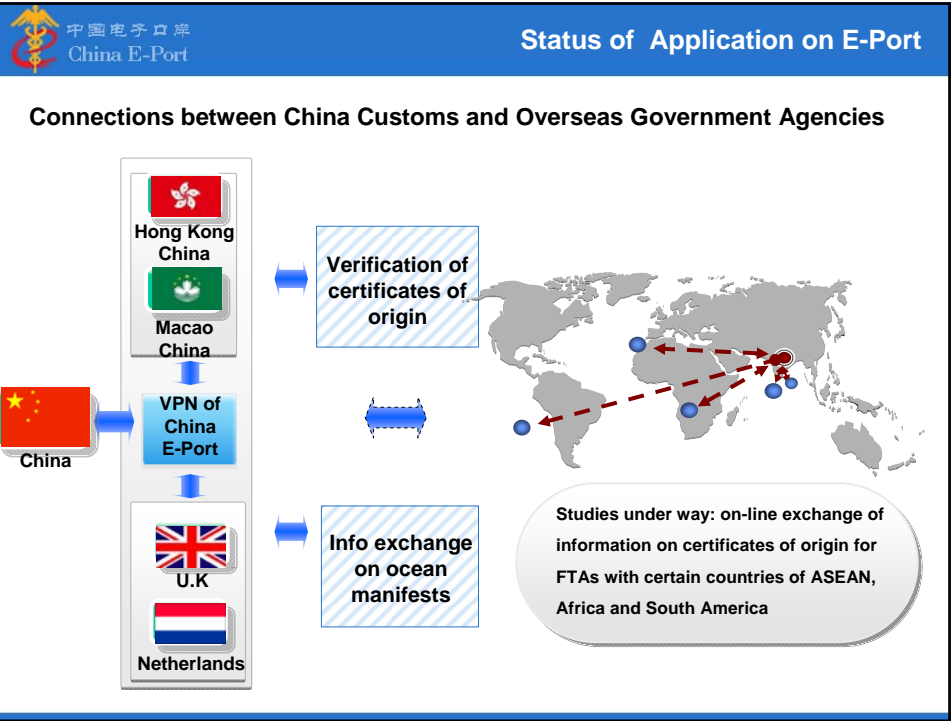 中国电子口岸
China E-Port
Status of Application on E-Port
Connections between China Customs and Overseas Government Agencies
Hong Kong
China
Macao
China
China
VPN of
China
E-Port
U.K
Netherlands
Verification of
certificates of
origin
Info exchange
on ocean
manifests
Studies under way: on-line exchange of
information on certificates of origin for
FTAs with certain countries of ASEAN,
Africa and South America